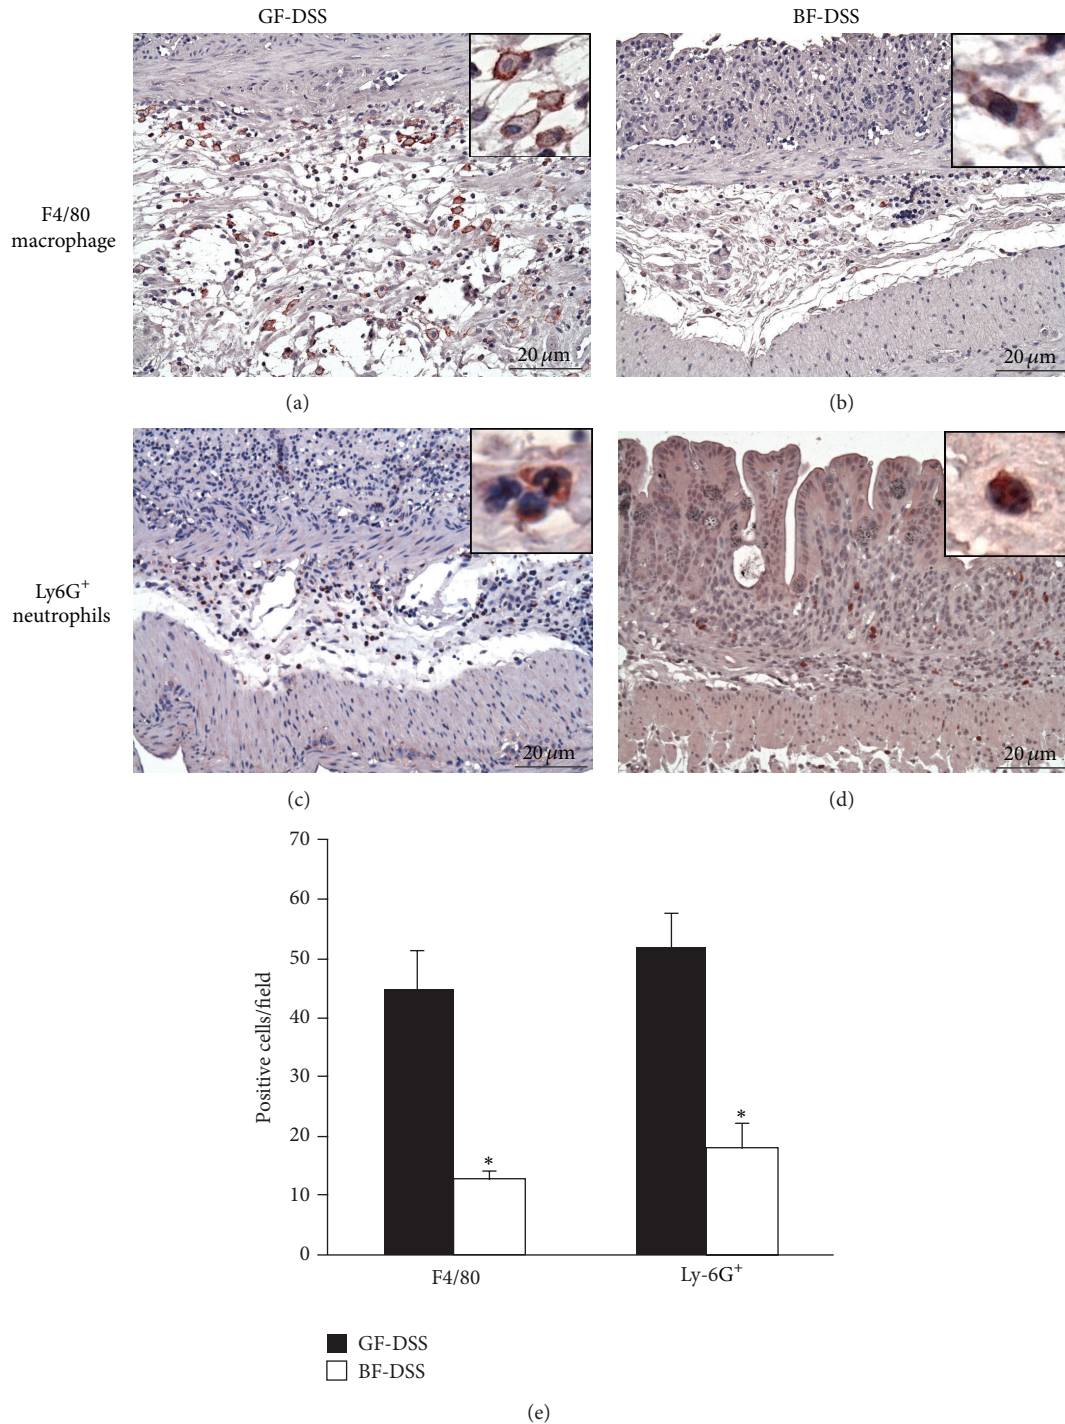 GF-DSS
BF-DSS
F4/80
macrophage
20 µm
20 µm
(a)
(b)
Ly6G⁺
neutrophils
20 µm
20 µm
(c)
(d)
70
60
50
40
30
20
10
0
Positive cells/field
*
*
F4/80
Ly-6G⁺
GF-DSS
BF-DSS
(e)